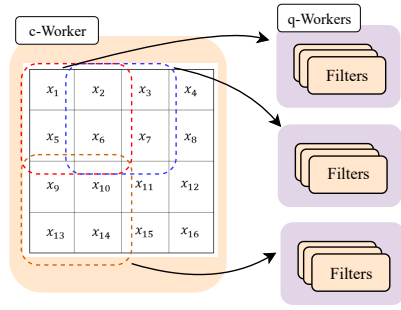 c-Worker
q-Workers
x₁ x₂ x₃ x₄
x₅ x₆ x₇ x₈
x₉ x₁₀ x₁₁ x₁₂
x₁₃ x₁₄ x₁₅ x₁₆
Filters
Filters
Filters